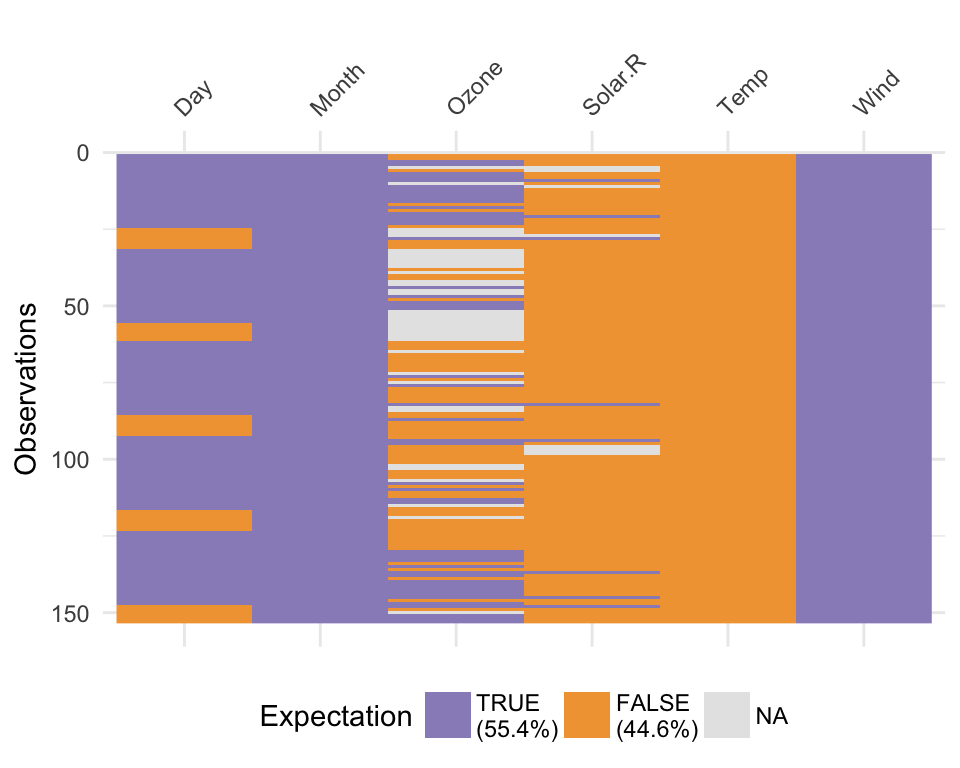 Day
Month
Ozone
Solar.R
Temp
Wind
0
50
100
150
Observations
Expectation
TRUE
(55.4%)
FALSE
(44.6%)
NA